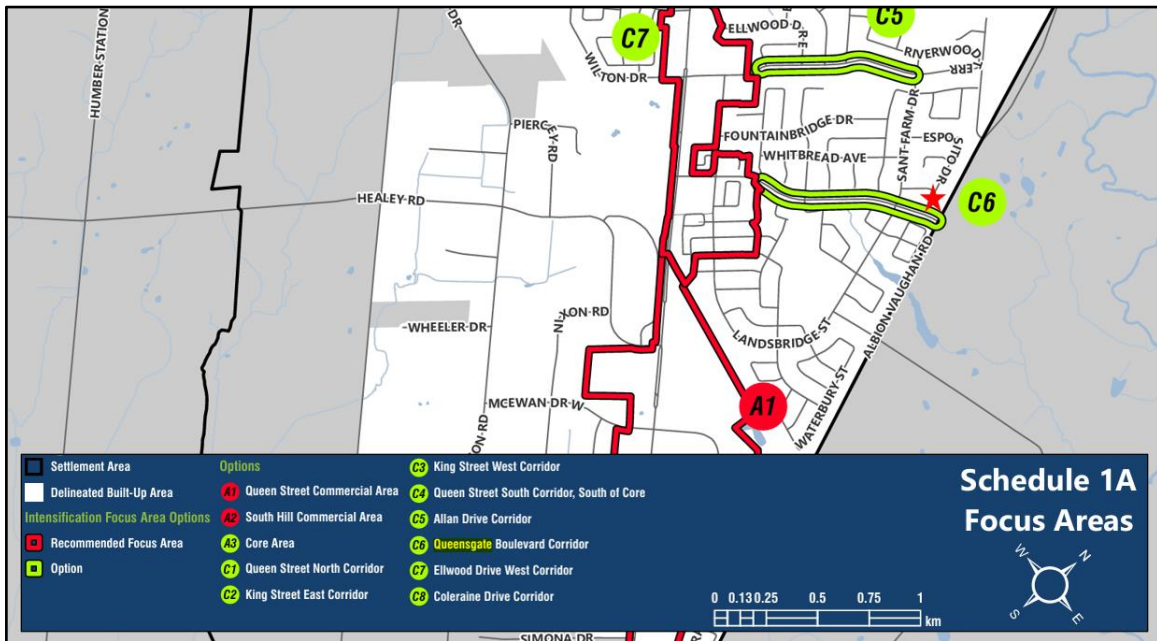 HUMBER STATION
DR
C7
ELLWOOD D
R E
C5
RIVERWOOD T
ERR
WILTON DR
PIERCEY RD
FOUNTAINBRIDGE DR
WHITBREAD AVE
SANT FARM DR
ESPOSITO DR
HEALEY RD
C6
ALBION-VAUGHAN RD
NIXON RD
WHEELER DR
LANDSBRIDGE ST
A1
WATERBURY ST
MCEWAN DR W
ON RD
Settlement Area
Delineated Built-Up Area
Intensification Focus Area Options
Recommended Focus Area
Option
Options
A1 Queen Street Commercial Area
A2 South Hill Commercial Area
A3 Core Area
C1 Queen Street North Corridor
C2 King Street East Corridor
C3 King Street West Corridor
C4 Queen Street South Corridor, South of Core
C5 Allan Drive Corridor
C6 Queensgate Boulevard Corridor
C7 Ellwood Drive West Corridor
C8 Coleraine Drive Corridor
Schedule 1A
Focus Areas
W N
S E
0 0.13 0.25 0.5 0.75 1
km
SIMONA DR